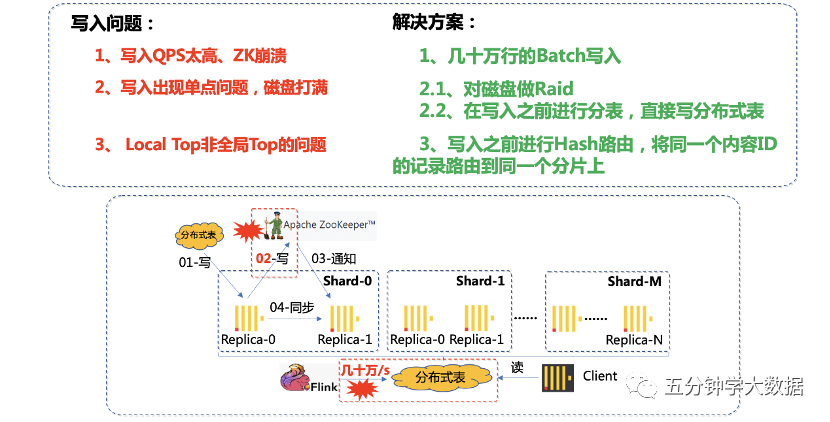 写入问题：
1、写入QPS太高、ZK崩溃
2、写入出现单点问题，磁盘打满
3、 Local Top非全局Top的问题
解决方案：
1、几十万行的Batch写入
2.1、对磁盘做Raid
2.2、在写入之前进行分表，直接写分布式表
3、写入之前进行Hash路由，将同一个内容ID
的记录路由到同一个分片上
分布式表
Apache ZooKeeper™
01-写
02-写
03-通知
Shard-0
Shard-1
Shard-M
04-同步
......
......
Replica-0
Replica-1
Replica-0
Replica-1
Replica-N
Flink
几十万/s
分布式表
读
Client
五分钟学大数据